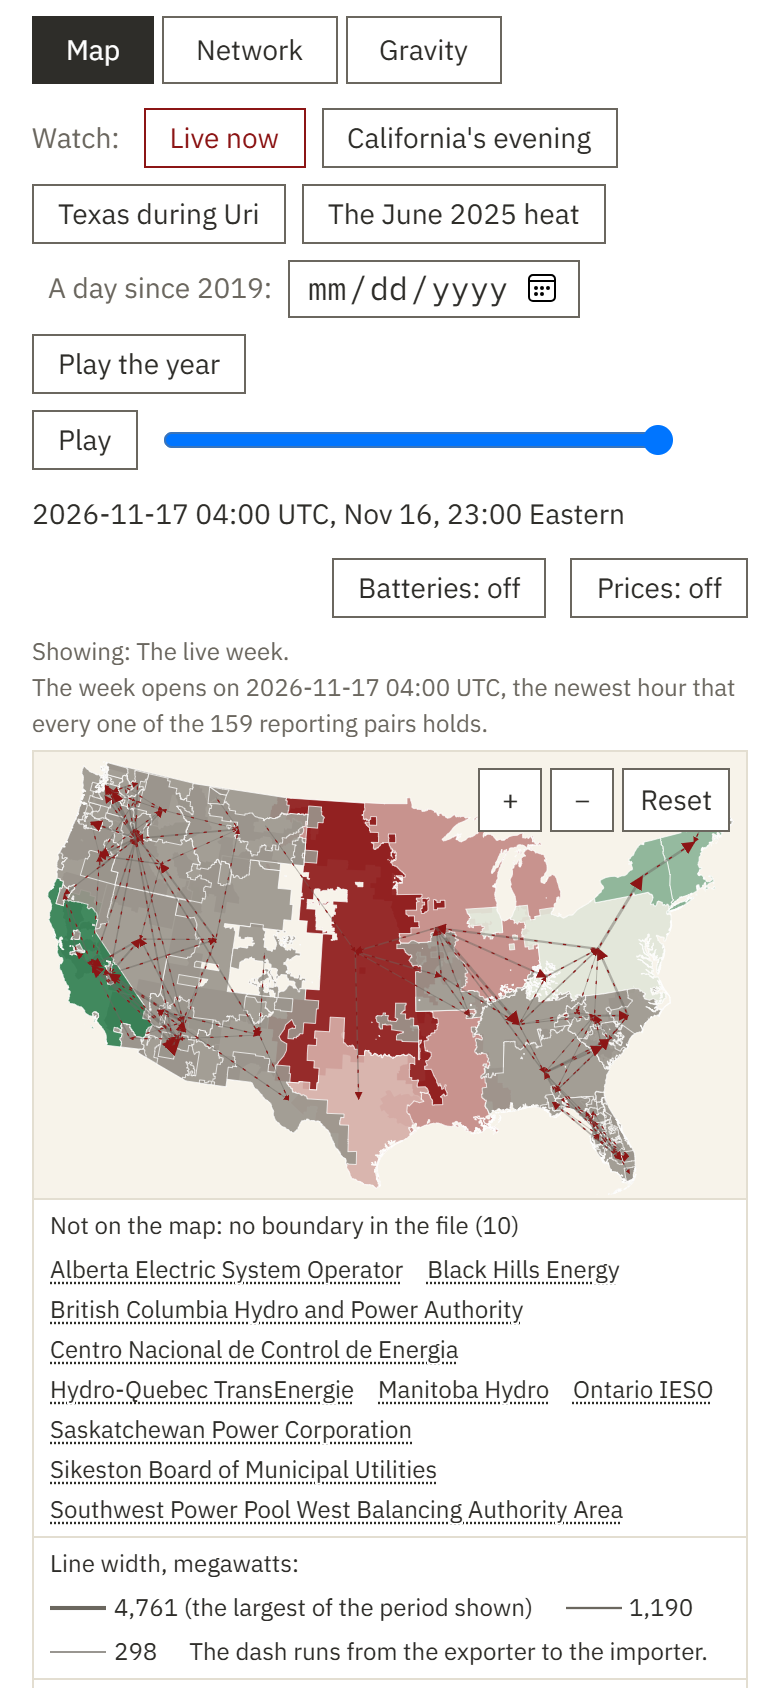 Map Network Gravity
Watch: Live now California's evening
Texas during Uri The June 2025 heat
A day since 2019: mm/dd/yyyy
Play the year
Play
2026-11-17 04:00 UTC, Nov 16, 23:00 Eastern
Batteries: off Prices: off
Showing: The live week.
The week opens on 2026-11-17 04:00 UTC, the newest hour that
every one of the 159 reporting pairs holds.
+ − Reset
Not on the map: no boundary in the file (10)
Alberta Electric System Operator Black Hills Energy
British Columbia Hydro and Power Authority
Centro Nacional de Control de Energia
Hydro-Quebec TransEnergie Manitoba Hydro Ontario IESO
Saskatchewan Power Corporation
Sikeston Board of Municipal Utilities
Southwest Power Pool West Balancing Authority Area
Line width, megawatts:
4,761 (the largest of the period shown) 1,190
298 The dash runs from the exporter to the importer.